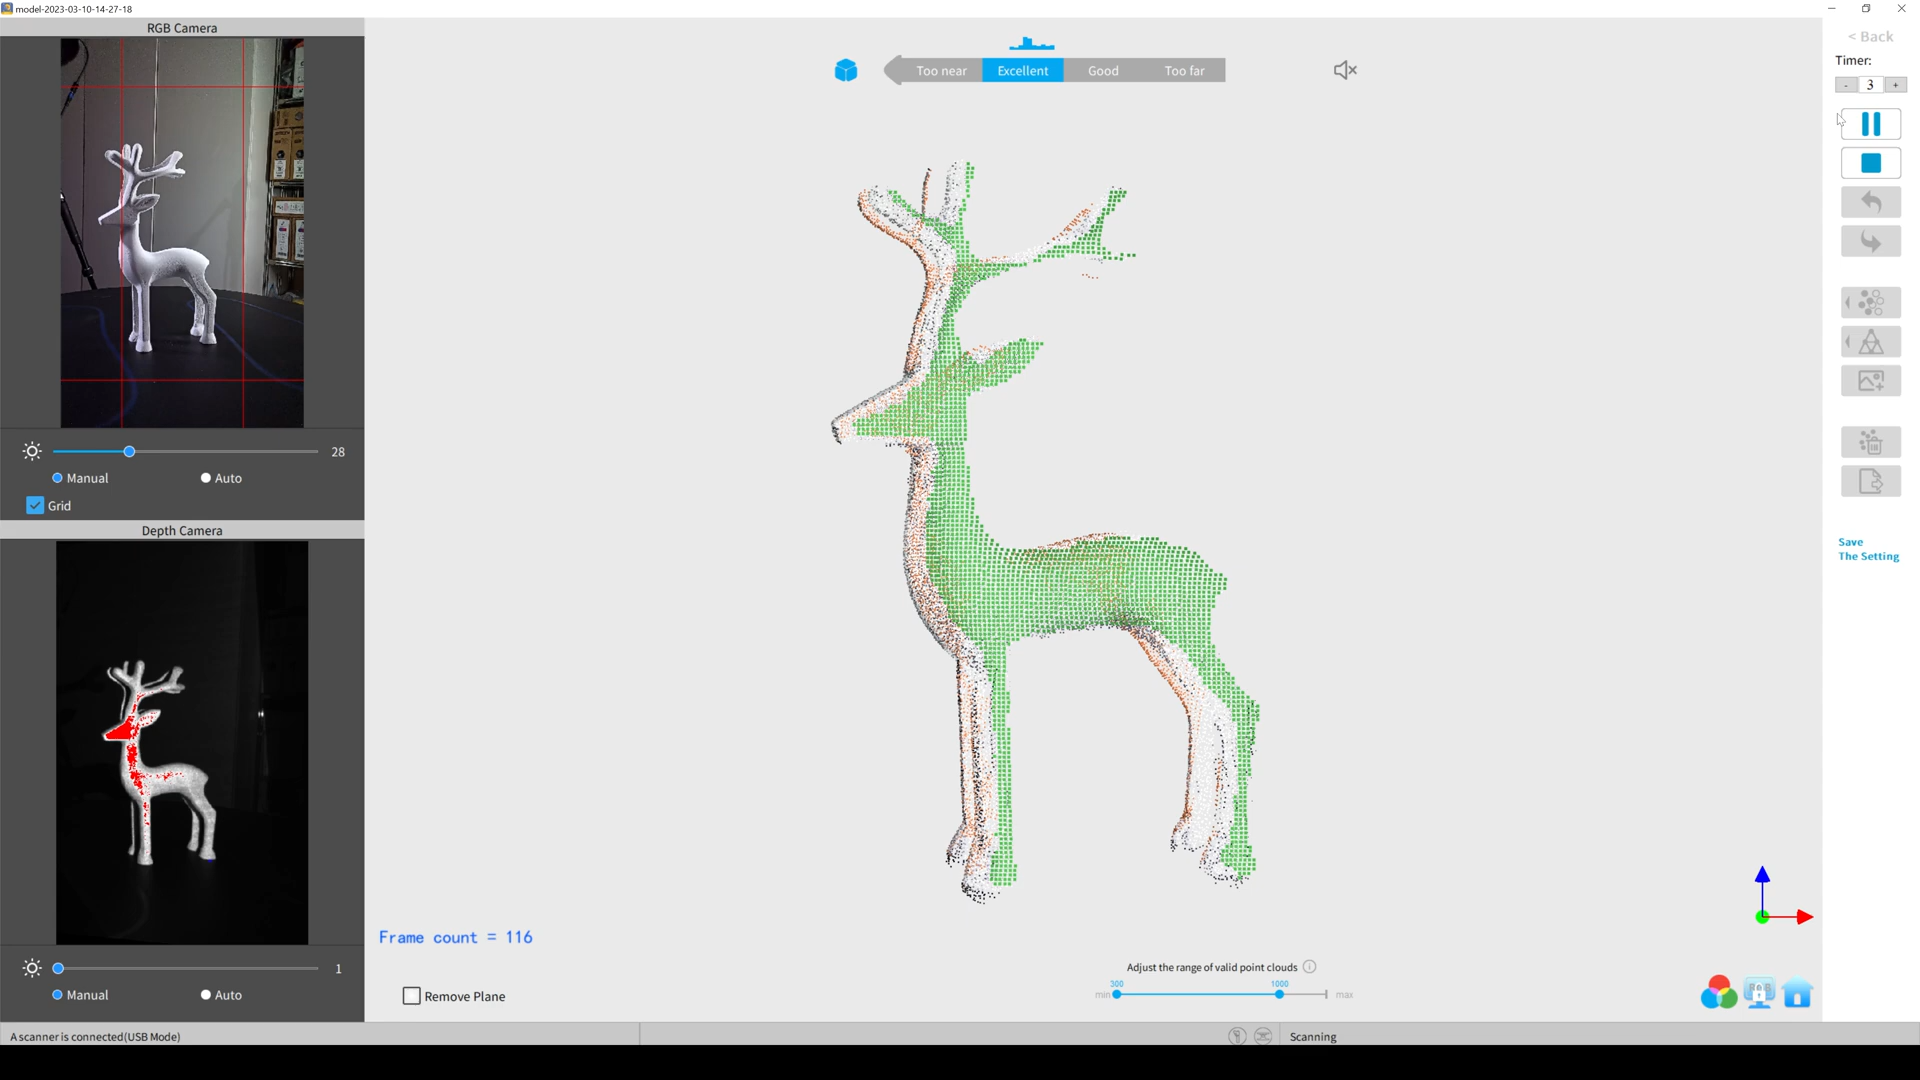 model-2023-03-10-14-27-18
RGB Camera
28
Manual
Auto
Grid
Depth Camera
1
Manual
Auto
Too near
Excellent
Good
Too far
Frame count = 116
Remove Plane
Adjust the range of valid point clouds
300
1000
min
max
< Back
Timer:
- 3 +
Save
The Setting
A scanner is connected(USB Mode)
Scanning